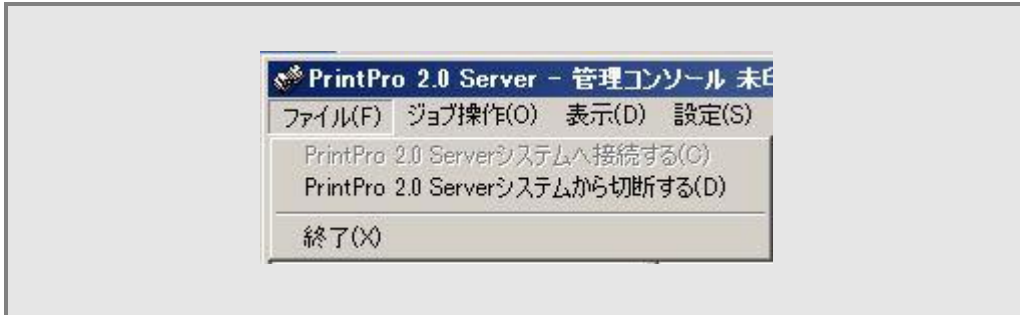 PrintPro 2.0 Server - 管理コンソール 未
ファイル(F) ジョブ操作(O) 表示(D) 設定(S)
PrintPro 2.0 Serverシステムへ接続する(C)
PrintPro 2.0 Serverシステムから切断する(D)
終了(X)